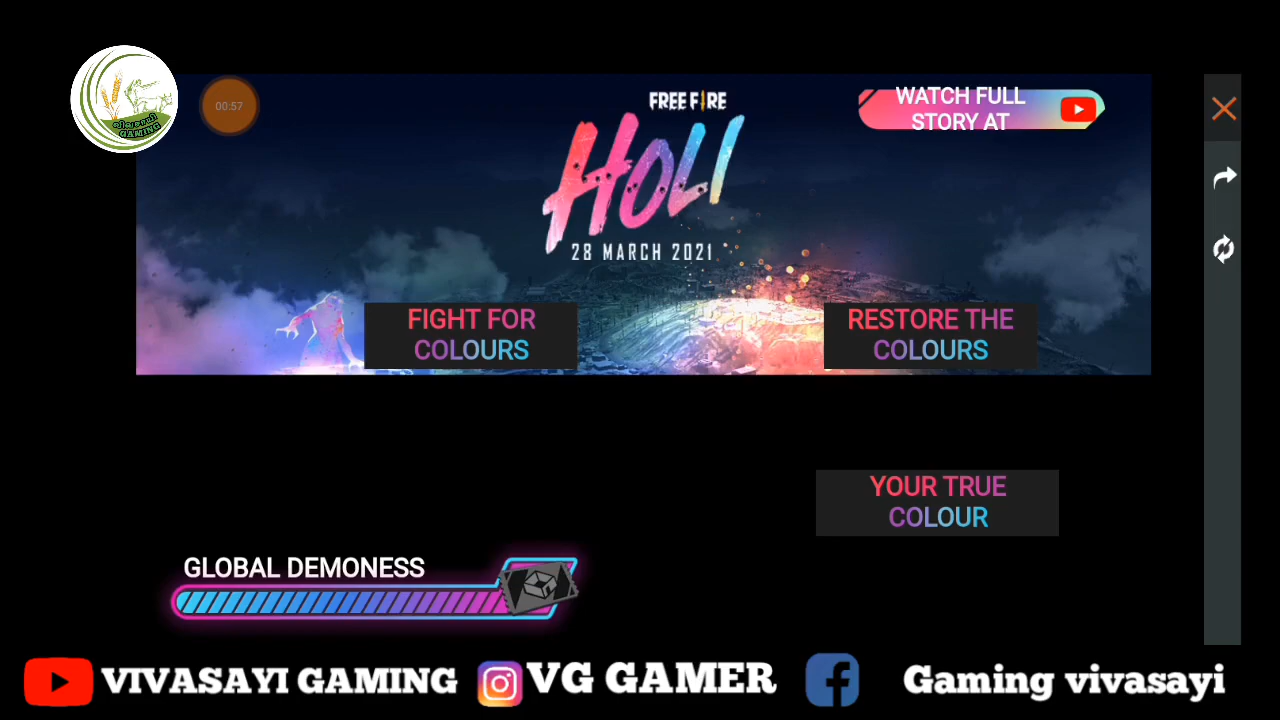 00:57
FREE FIRE
HOLI
28 MARCH 2021
WATCH FULL
STORY AT
FIGHT FOR
COLOURS
RESTORE THE
COLOURS
YOUR TRUE
COLOUR
GLOBAL DEMONESS
GAMING
VIVASAYI GAMING
VG GAMER
Gaming vivasayi